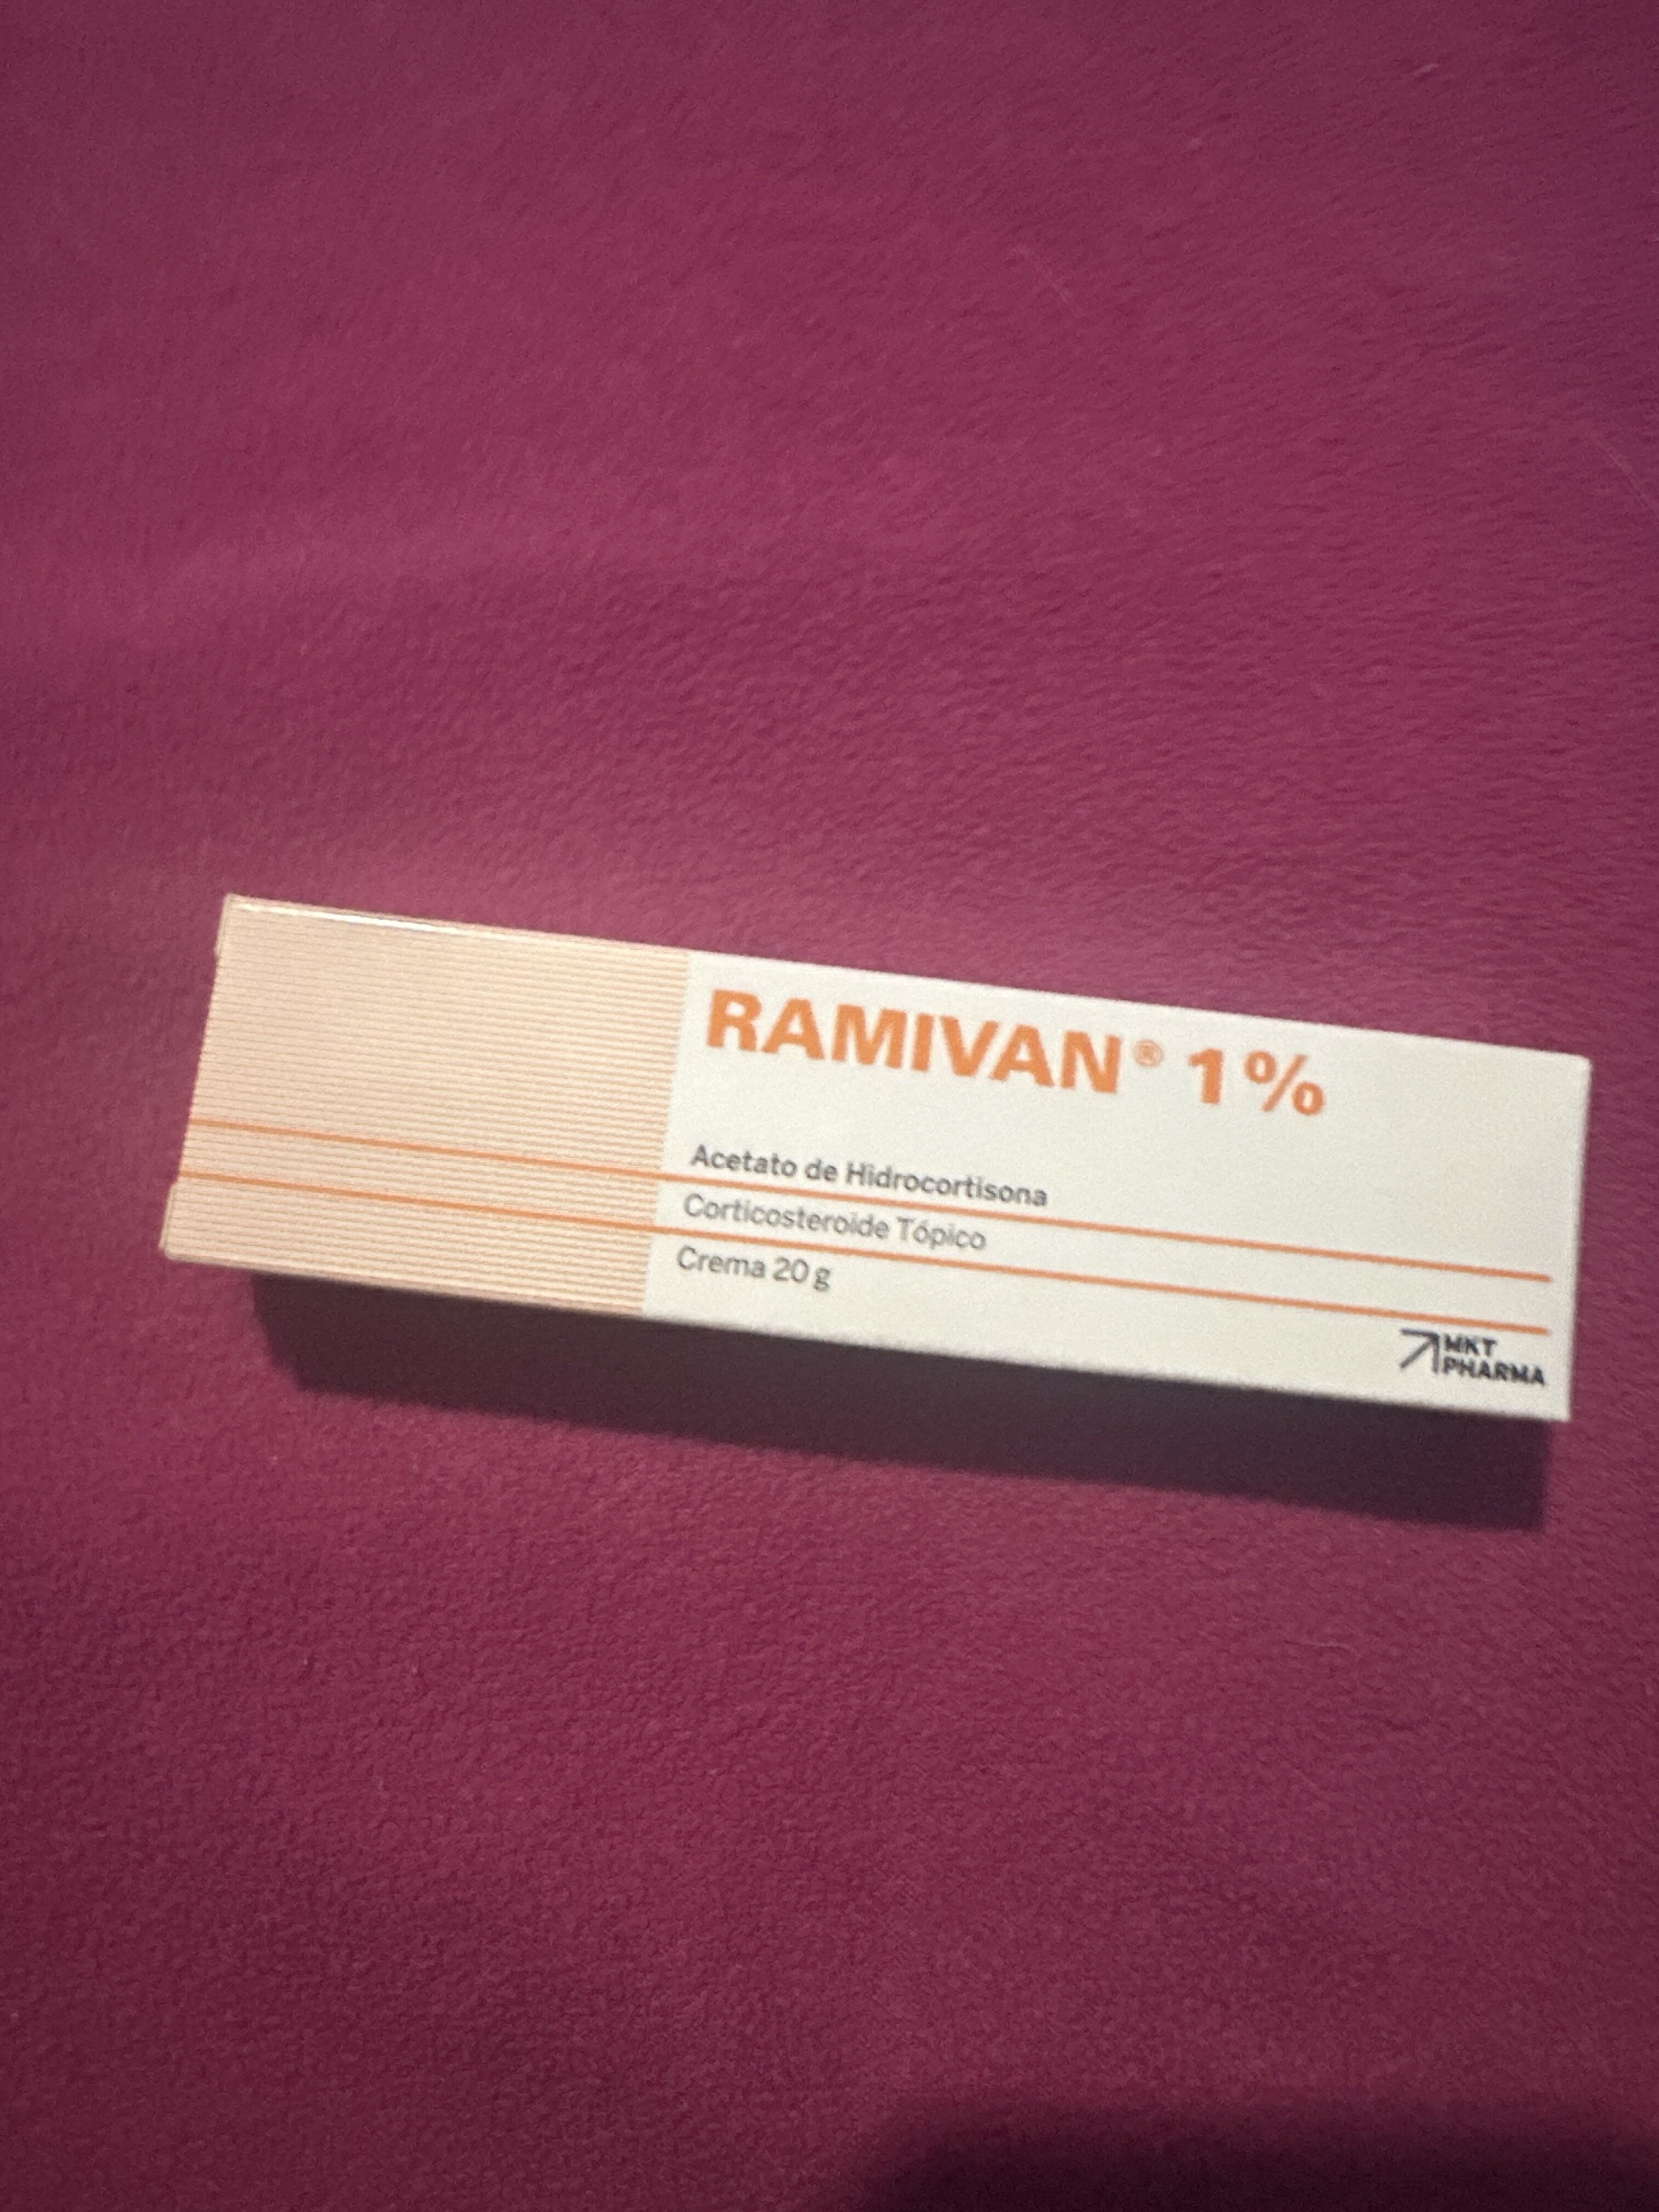 RAMIVAN® 1%
Acetato de Hidrocortisona
Corticosteroide Tópico
Crema 20 g
MKT
PHARMA